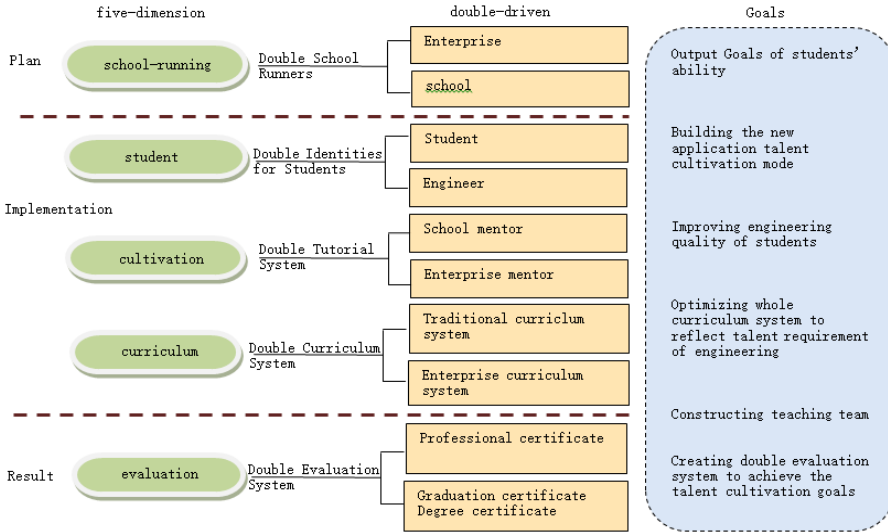 five-dimension
double-driven
Goals
Plan
school-running
Double School
Runners
Enterprise
school
Output Goals of students'
ability
student
Double Identities
for Students
Student
Engineer
Building the new
application talent
cultivation mode
Implementation
cultivation
Double Tutorial
System
School mentor
Enterprise mentor
Improving engineering
quality of students
curriculum
Double Curriculum
System
Traditional curriclum
system
Enterprise curriculum
system
Optimizing whole
curriculum system to
reflect talent requirement
of engineering
Constructing teaching team
Result
evaluation
Double Evaluation
System
Professional certificate
Graduation certificate
Degree certificate
Creating double evaluation
system to achieve the
talent cultivation goals